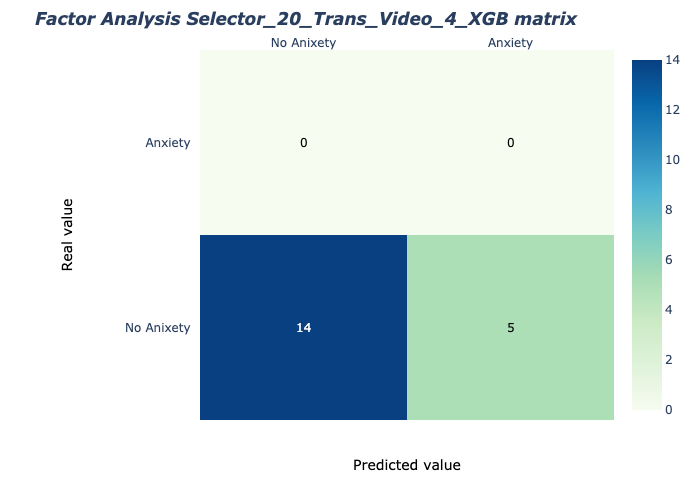 Factor Analysis Selector_20_Trans_Video_4_XGB matrix
No Anixety
Anxiety
14
12
10
8
6
4
2
0
Anxiety
0
0
Real value
No Anixety
14
5
Predicted value